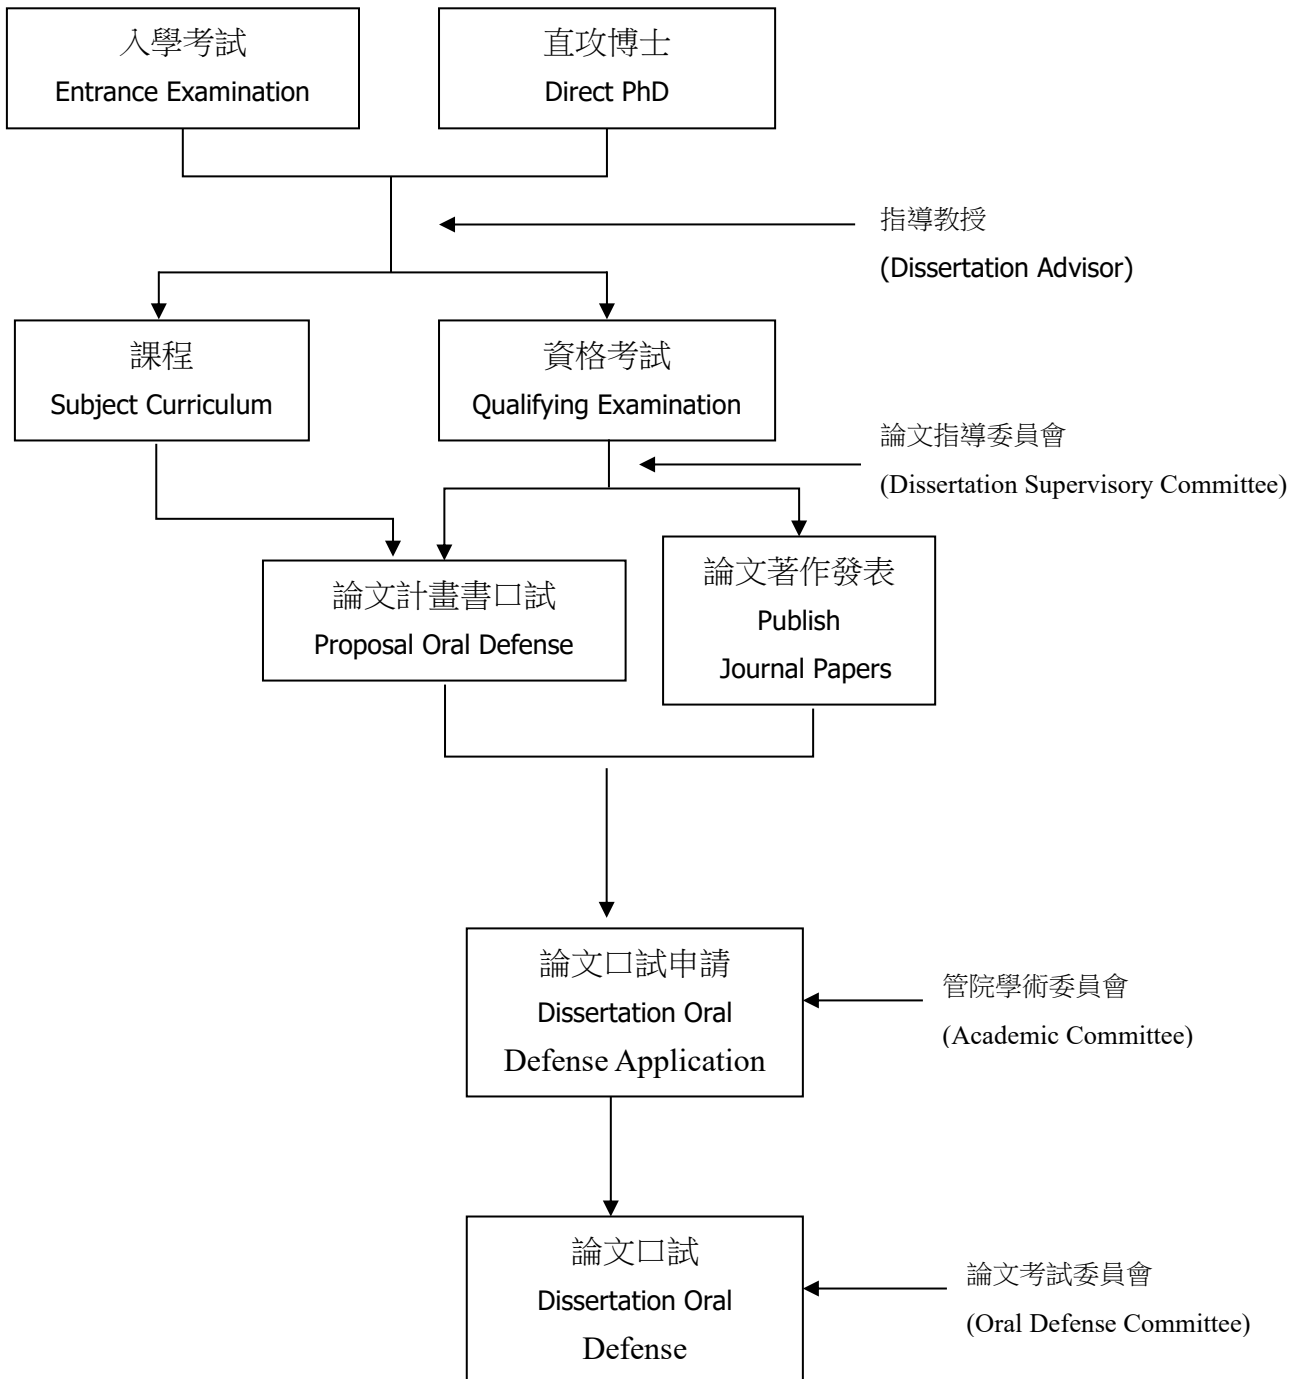 入學考試
Entrance Examination
直攻博士
Direct PhD
指導教授
(Dissertation Advisor)
課程
Subject Curriculum
資格考試
Qualifying Examination
論文指導委員會
(Dissertation Supervisory Committee)
論文計畫書口試
Proposal Oral Defense
論文著作發表
Publish
Journal Papers
論文口試申請
Dissertation Oral
Defense Application
管院學術委員會
(Academic Committee)
論文口試
Dissertation Oral
Defense
論文考試委員會
(Oral Defense Committee)